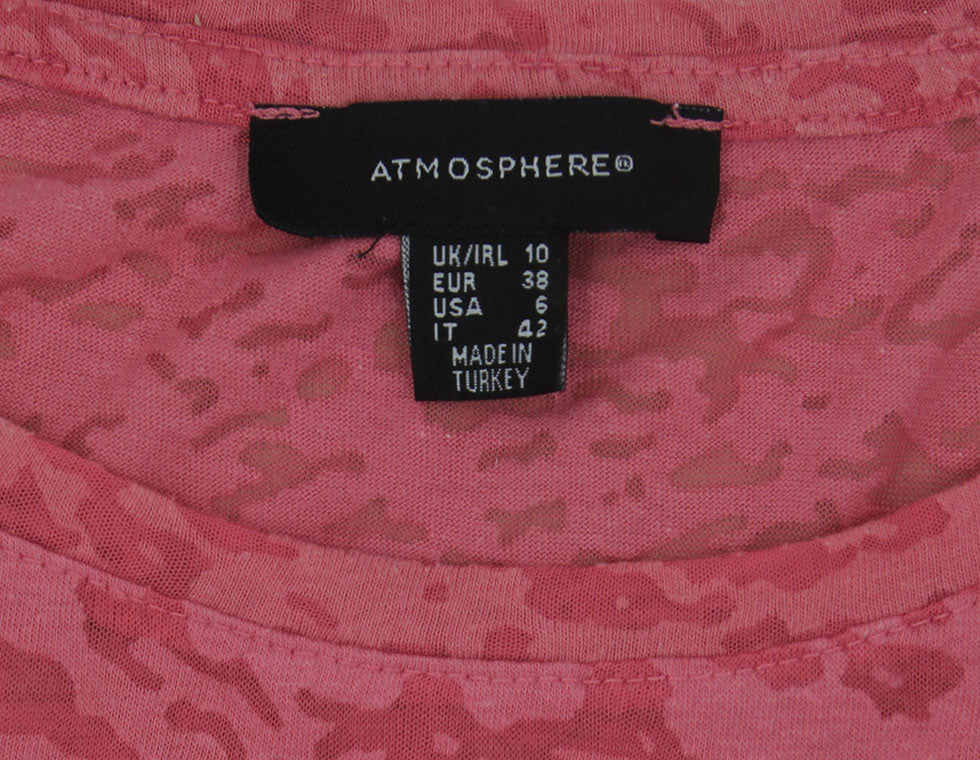 ATMOSPHERE®
UK/IRL 10
EUR 38
USA 6
IT 42
MADE IN
TURKEY